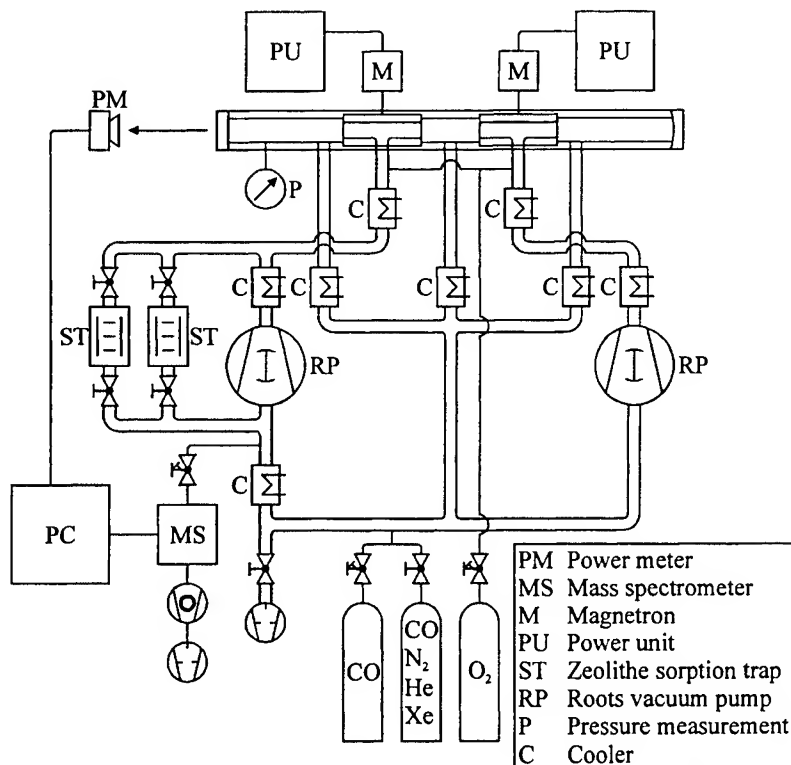 PU
PU
M
M
PM
P
C
C
C
C
C
C
C
ST
ST
RP
RP
C
PC
MS
CO
CO
N₂
He
Xe
O₂
PM Power meter
MS Mass spectrometer
M Magnetron
PU Power unit
ST Zeolithe sorption trap
RP Roots vacuum pump
P Pressure measurement
C Cooler